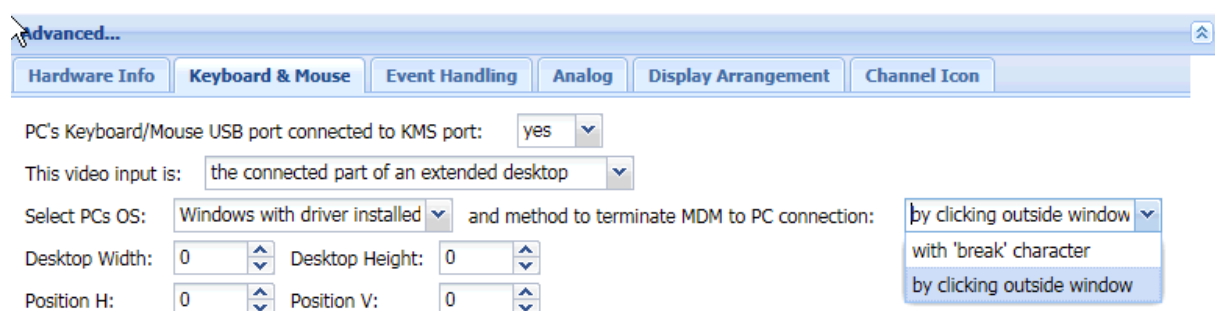 Advanced...
Hardware Info Keyboard & Mouse Event Handling Analog Display Arrangement Channel Icon
PC's Keyboard/Mouse USB port connected to KMS port: yes
This video input is: the connected part of an extended desktop
Select PCs OS: Windows with driver installed and method to terminate MDM to PC connection: by clicking outside window
with 'break' character
Desktop Width: 0 Desktop Height: 0
by clicking outside window
Position H: 0 Position V: 0